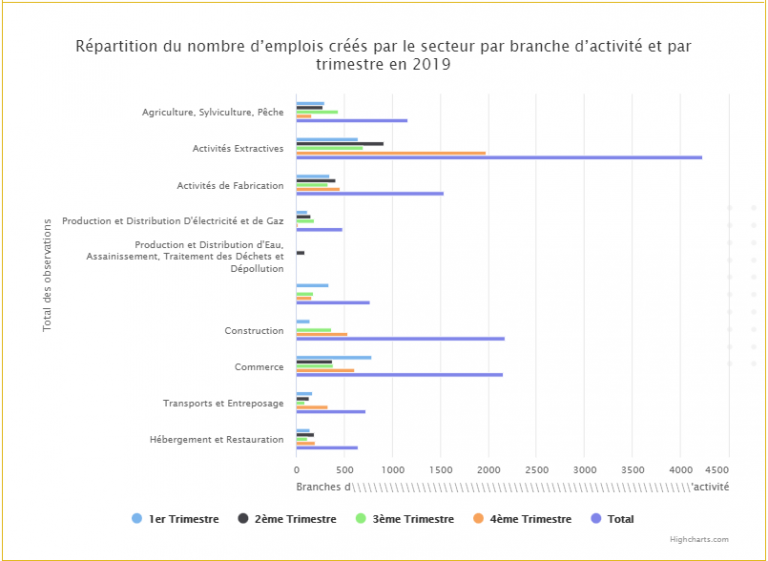 Répartition du nombre d'emplois créés par le secteur par branche d'activité et par
trimestre en 2019
Total des observations
Agriculture, Sylviculture, Pêche
Activités Extractives
Activités de Fabrication
Production et Distribution D'électricité et de Gaz
Production et Distribution d'Eau,
Assainissement, Traitement des Déchets et
Dépollution
Construction
Commerce
Transports et Entreposage
Hébergement et Restauration
0 500 1000 1500 2000 2500 3000 3500 4000 4500
Branches d\\\\\\\\\\\\\\\\\\\\\\\\\\\\\\\\\\\\\\\\\\\\\\\\\\\\\\\\\\\\\\\'activité
1er Trimestre 2ème Trimestre 3ème Trimestre 4ème Trimestre Total
Highcharts.com